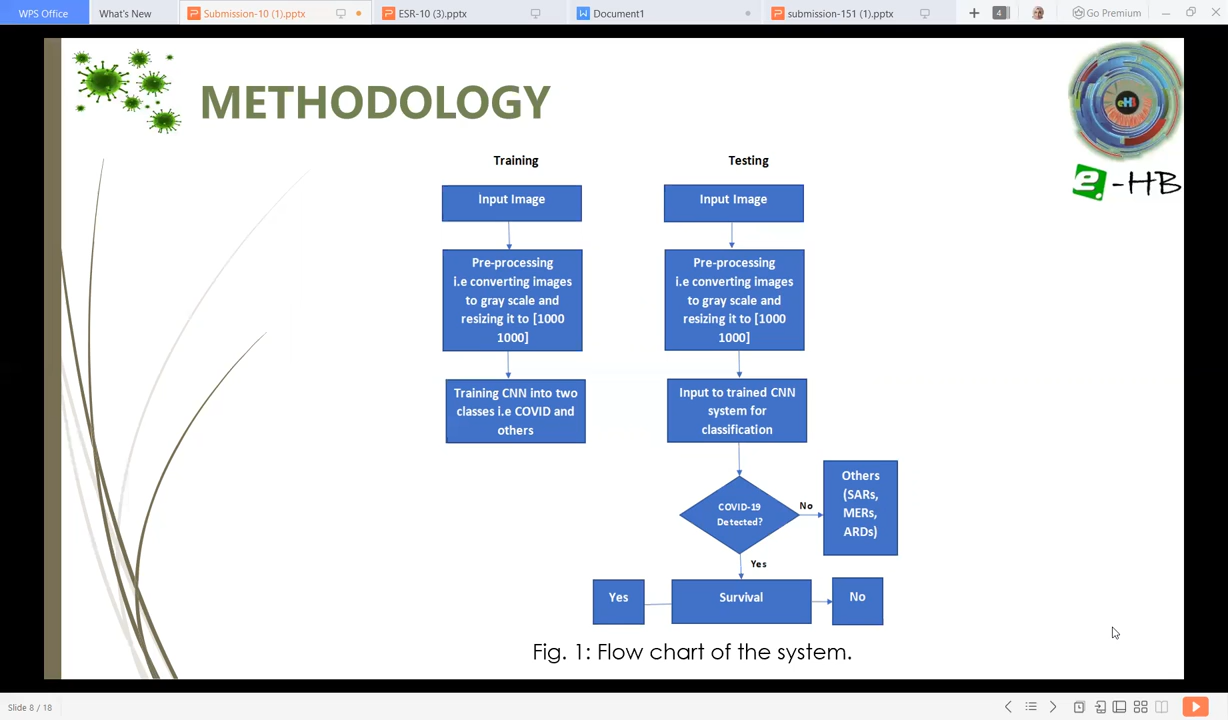 WPS Office
What's New
Submission-10 (1).pptx
ESR-10 (3).pptx
Document1
submission-151 (1).pptx
4
Go Premium
METHODOLOGY
eHB
e-HB
Training
Input Image
Pre-processing
i.e converting images
to gray scale and
resizing it to [1000
1000]
Training CNN into two
classes i.e COVID and
others
Testing
Input Image
Pre-processing
i.e converting images
to gray scale and
resizing it to [1000
1000]
Input to trained CNN
system for
classification
COVID-19
Detected?
No
Others
(SARs,
MERs,
ARDs)
Yes
Yes
Survival
No
Fig. 1: Flow chart of the system.
Slide 8 / 18